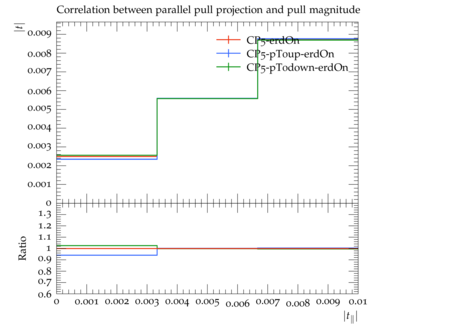 Correlation between parallel pull projection and pull magnitude
|t|
0.009
0.008
0.007
0.006
0.005
0.004
0.003
0.002
0.001
0
CP5-erdOn
CP5-pToup-erdOn
CP5-pTodown-erdOn
Ratio
1.3
1.2
1.1
1
0.9
0.8
0.7
0.6
0 0.001 0.002 0.003 0.004 0.005 0.006 0.007 0.008 0.009 0.01
|t∥|